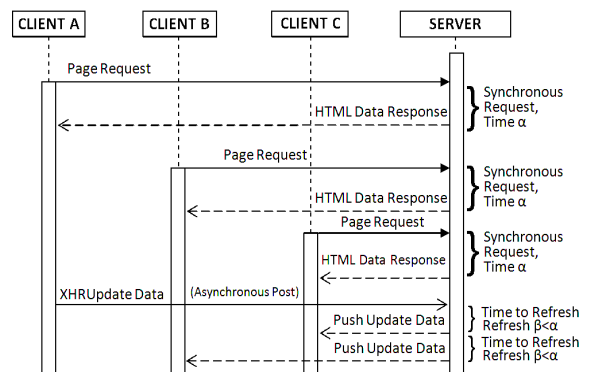 CLIENT A
CLIENT B
CLIENT C
SERVER
Page Request
Synchronous
Request,
Time α
HTML Data Response
Page Request
Synchronous
Request,
Time α
HTML Data Response
Page Request
Synchronous
Request,
Time α
HTML Data Response
XHRUpdate Data
(Asynchronous Post)
Push Update Data
Time to Refresh
Refresh β<α
Push Update Data
Time to Refresh
Refresh β<α